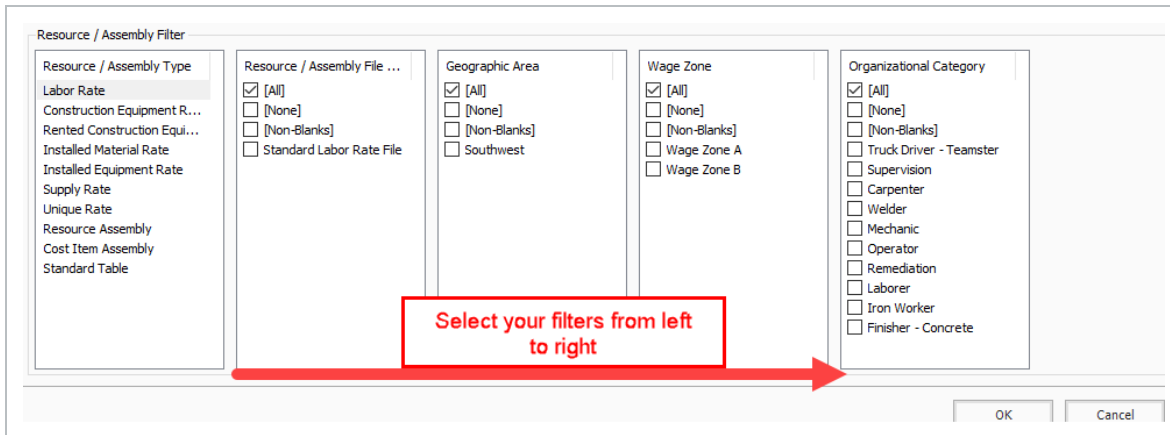 Resource / Assembly Filter
Resource / Assembly Type
Labor Rate
Construction Equipment R...
Rented Construction Equi...
Installed Material Rate
Installed Equipment Rate
Supply Rate
Unique Rate
Resource Assembly
Cost Item Assembly
Standard Table
Resource / Assembly File ...
[All]
[None]
[Non-Blanks]
Standard Labor Rate File
Geographic Area
[All]
[None]
[Non-Blanks]
Southwest
Wage Zone
[All]
[None]
[Non-Blanks]
Wage Zone A
Wage Zone B
Organizational Category
[All]
[None]
[Non-Blanks]
Truck Driver - Teamster
Supervision
Carpenter
Welder
Mechanic
Operator
Remediation
Laborer
Iron Worker
Finisher - Concrete
Select your filters from left
to right
OK
Cancel